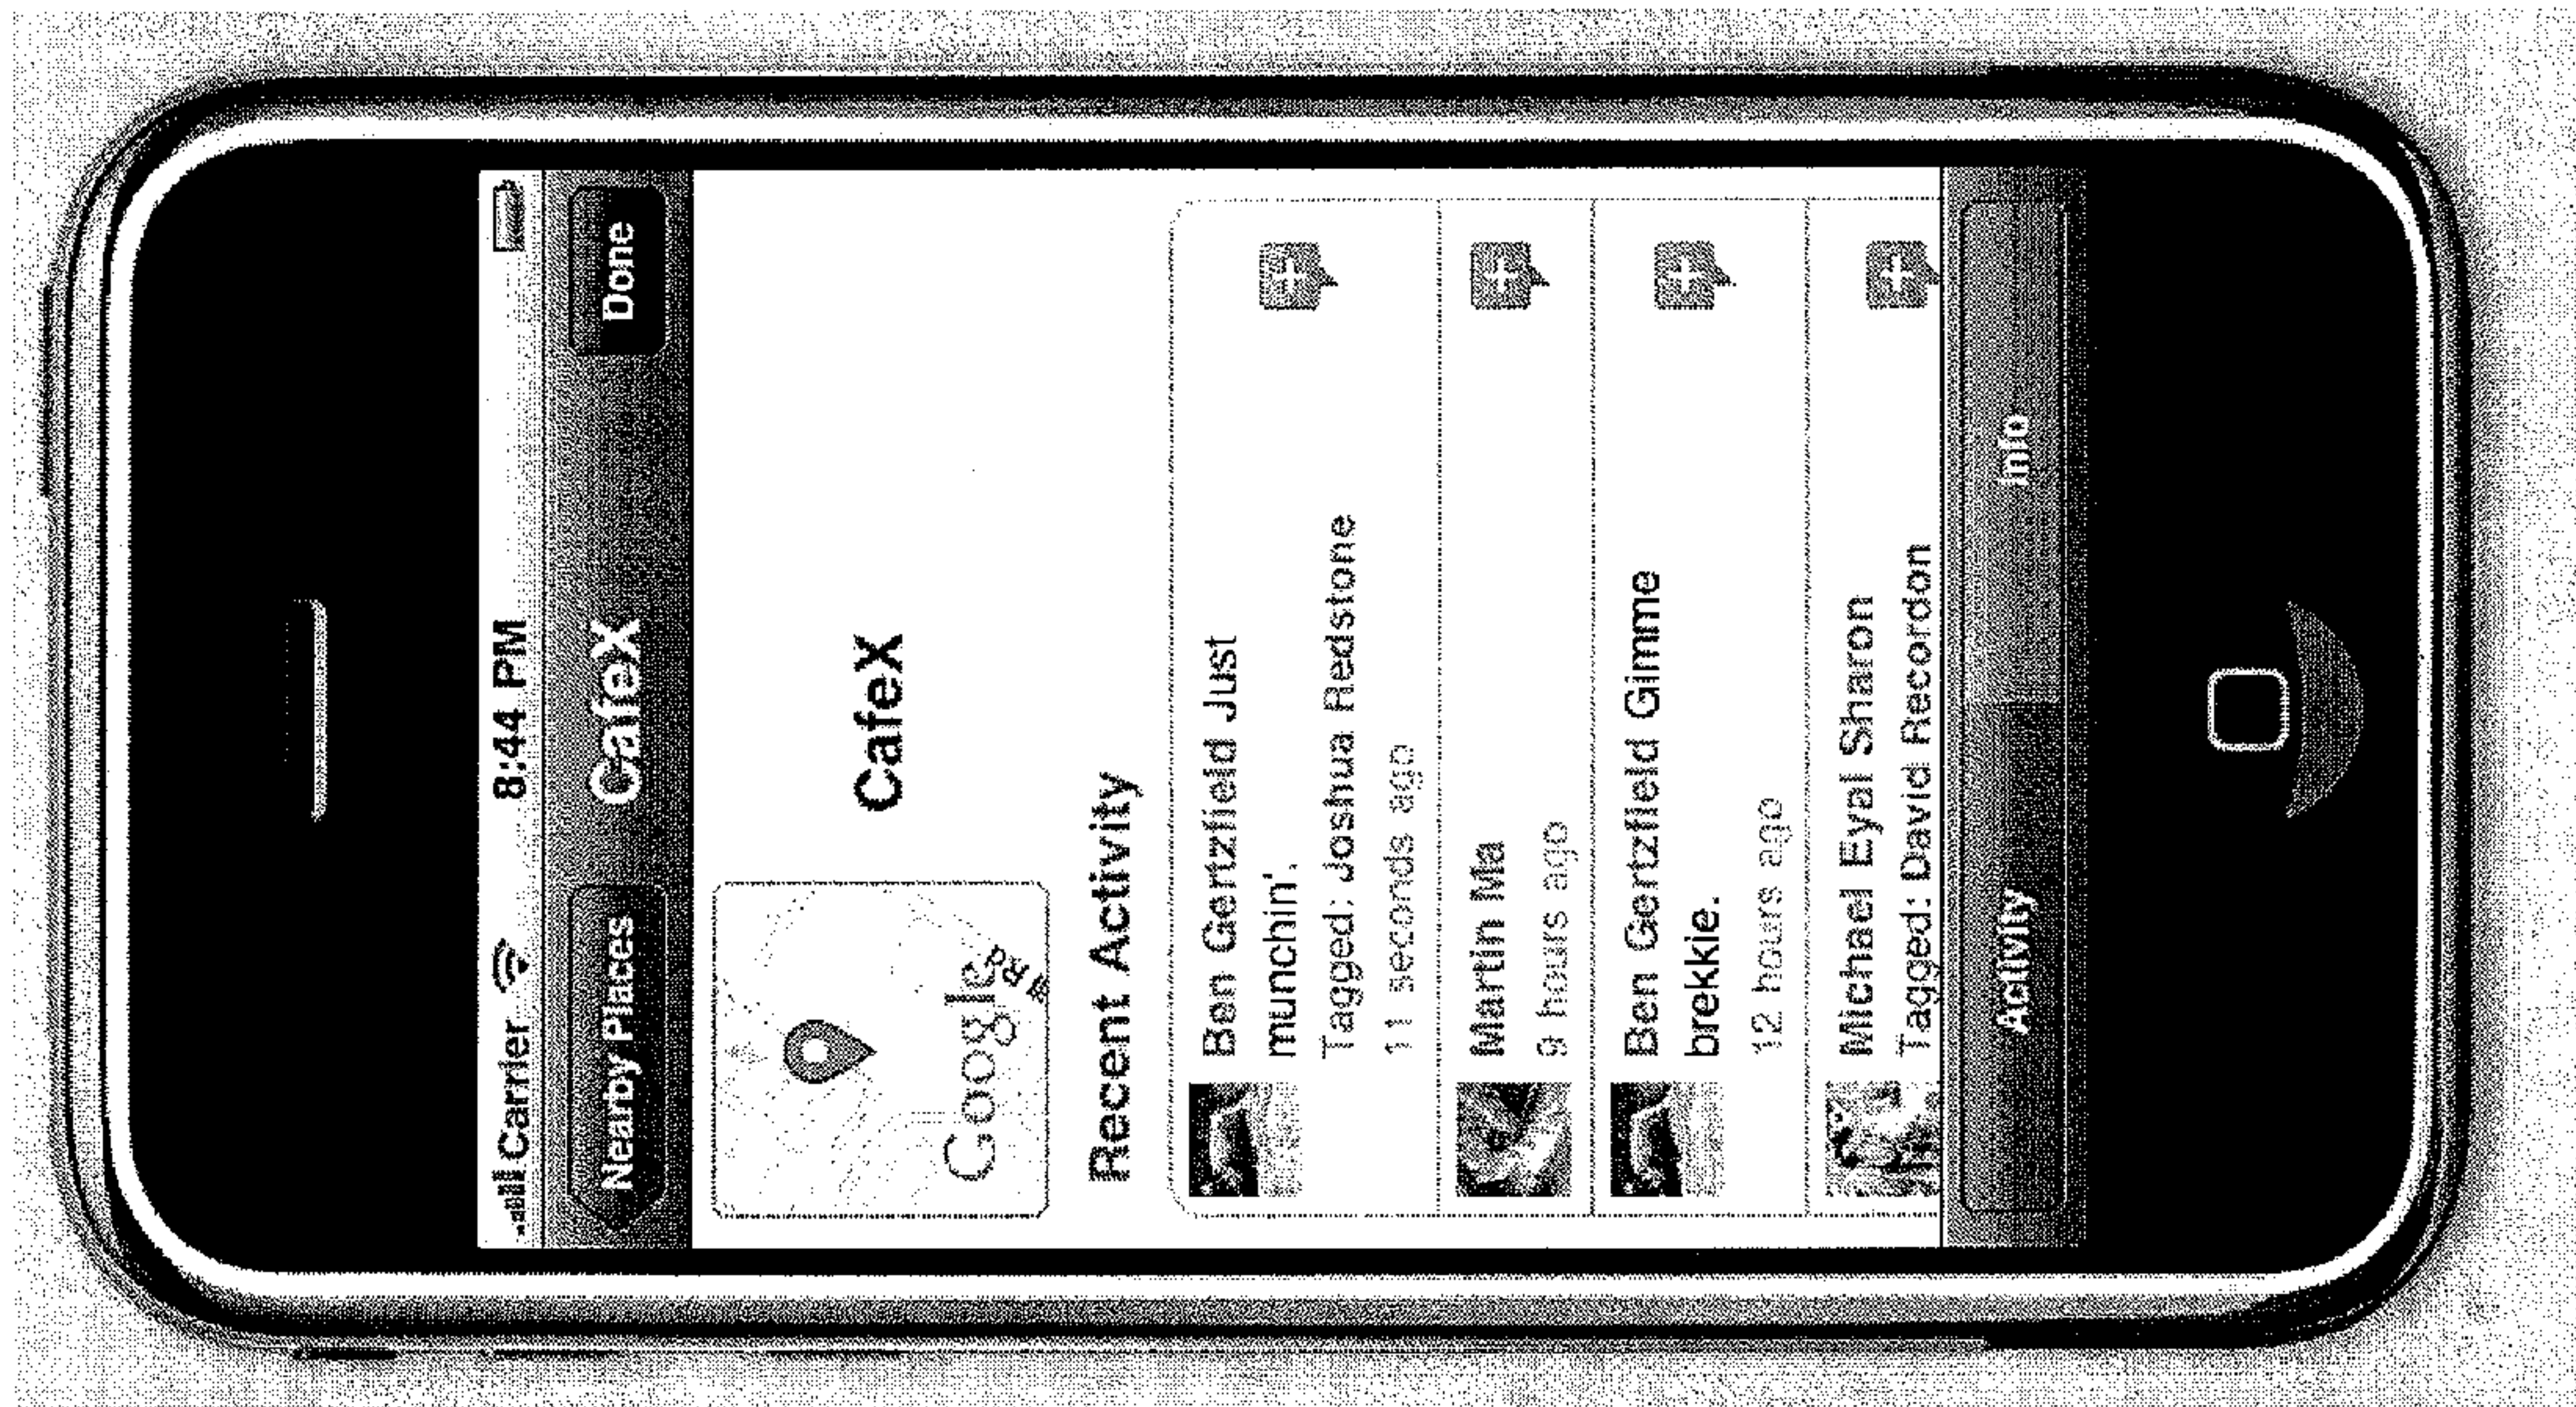 Carrier 8:44 PM
Nearby Places CafeX Done
CafeX
Google
Recent Activity
Ben Gertzfield Just
munchin'.
Tagged: Joshua Redstone
11 seconds ago
Martin Ma
9 hours ago
Ben Gertzfield Gimme
brekkie.
12 hours ago
Michael Eyal Sharon
Tagged: David Recordon
Activity Info